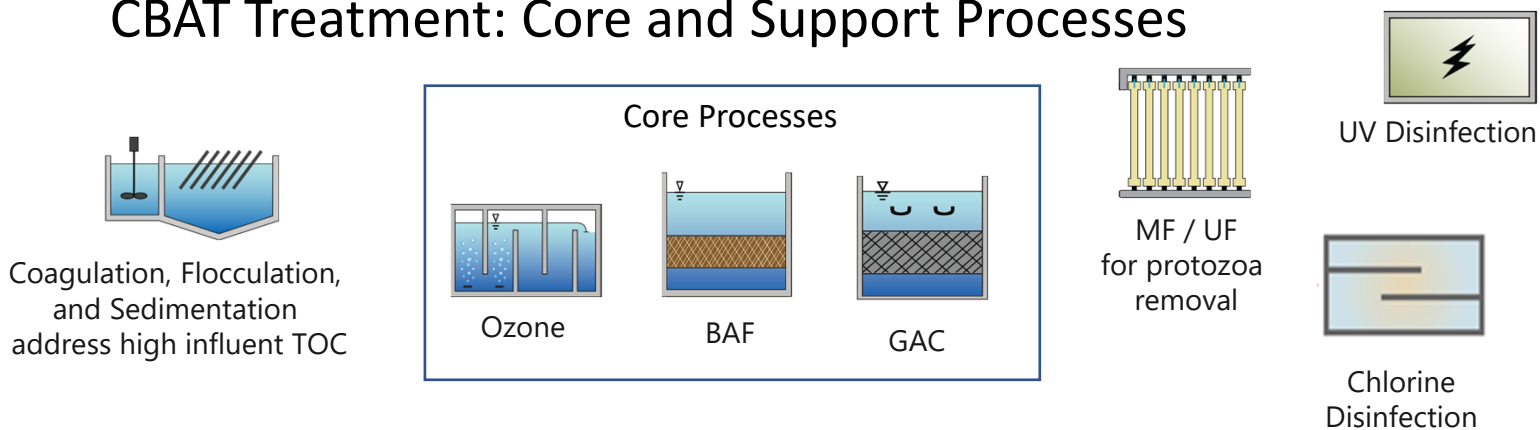 CBAT Treatment: Core and Support Processes
Coagulation, Flocculation,
and Sedimentation
address high influent TOC
Core Processes
Ozone
BAF
GAC
MF / UF
for protozoa
removal
UV Disinfection
Chlorine
Disinfection